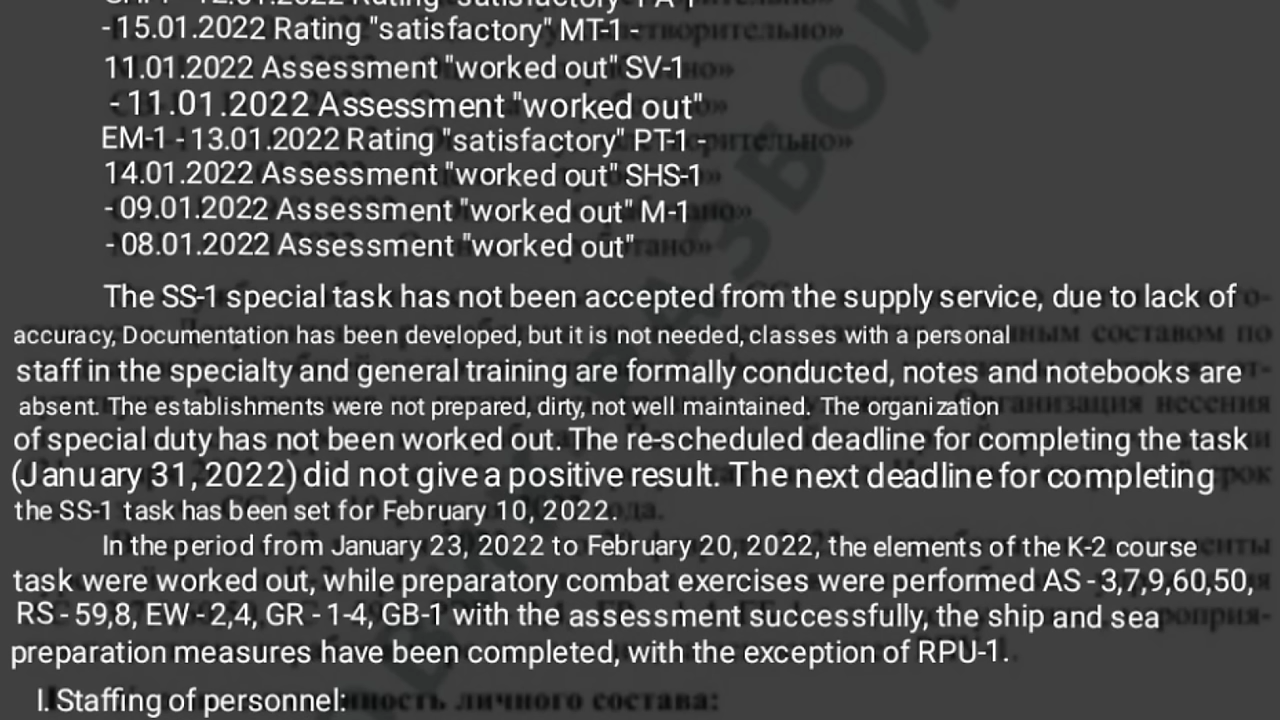 -15.01.2022 Rating "satisfactory" MT-1 -
11.01.2022 Assessment "worked out" SV-1
- 11.01.2022 Assessment "worked out"
EM-1 - 13.01.2022 Rating "satisfactory" PT-1 -
14.01.2022 Assessment "worked out" SHS-1
- 09.01.2022 Assessment "worked out" M-1
- 08.01.2022 Assessment "worked out"
The SS-1 special task has not been accepted from the supply service, due to lack of
accuracy, Documentation has been developed, but it is not needed, classes with a personal
staff in the specialty and general training are formally conducted, notes and notebooks are
absent. The establishments were not prepared, dirty, not well maintained. The organization
of special duty has not been worked out. The re-scheduled deadline for completing the task
(January 31, 2022) did not give a positive result. The next deadline for completing
the SS-1 task has been set for February 10, 2022.
In the period from January 23, 2022 to February 20, 2022, the elements of the K-2 course
task were worked out, while preparatory combat exercises were performed AS - 3,7,9,60,50,
RS - 59,8, EW - 2,4, GR - 1-4, GB-1 with the assessment successfully, the ship and sea
preparation measures have been completed, with the exception of RPU-1.
I. Staffing of personnel: личного состава: